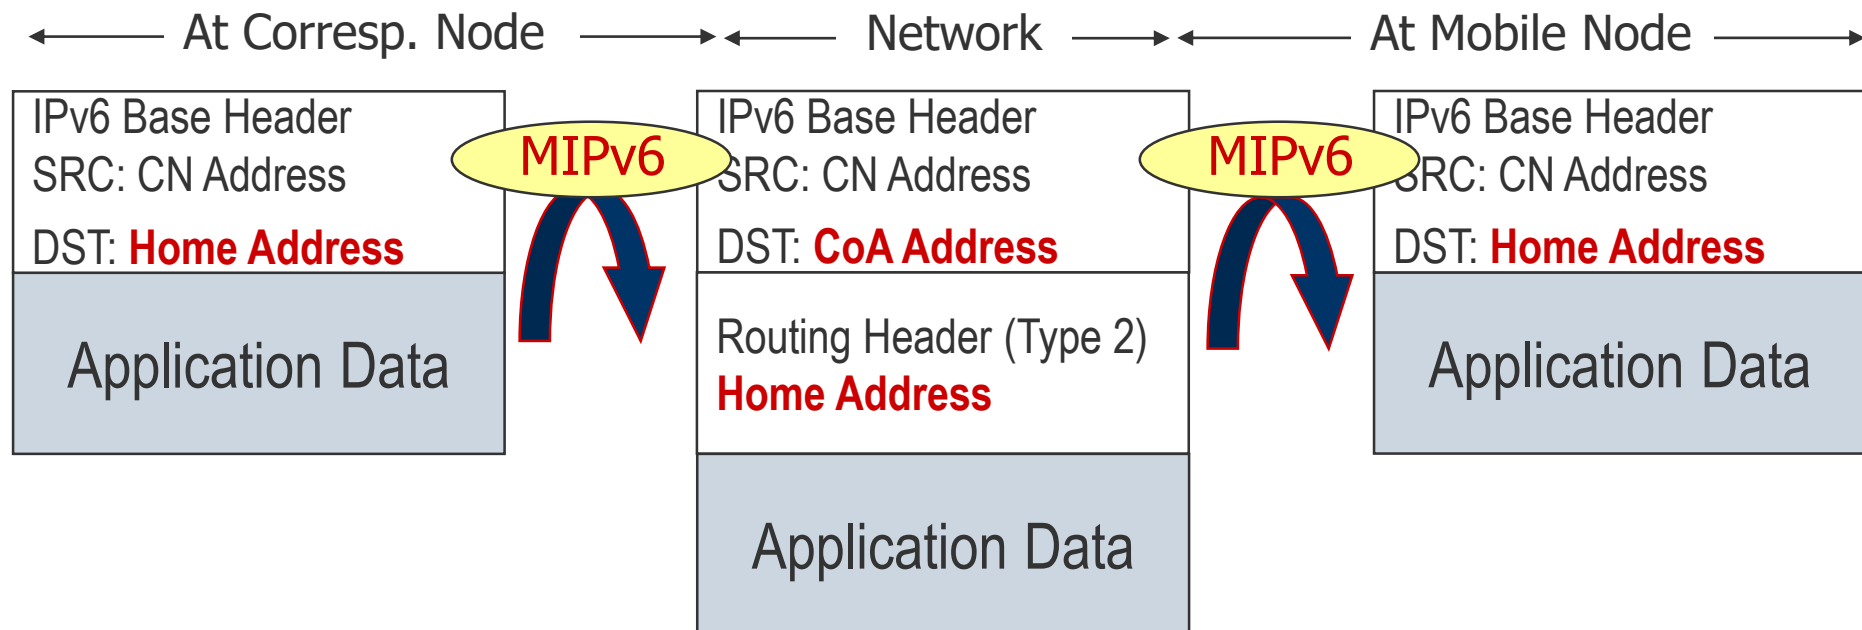 At Corresp. Node
Network
At Mobile Node
IPv6 Base Header
SRC: CN Address
DST: Home Address
Application Data
MIPv6
IPv6 Base Header
SRC: CN Address
DST: CoA Address
Routing Header (Type 2)
Home Address
Application Data
MIPv6
IPv6 Base Header
SRC: CN Address
DST: Home Address
Application Data